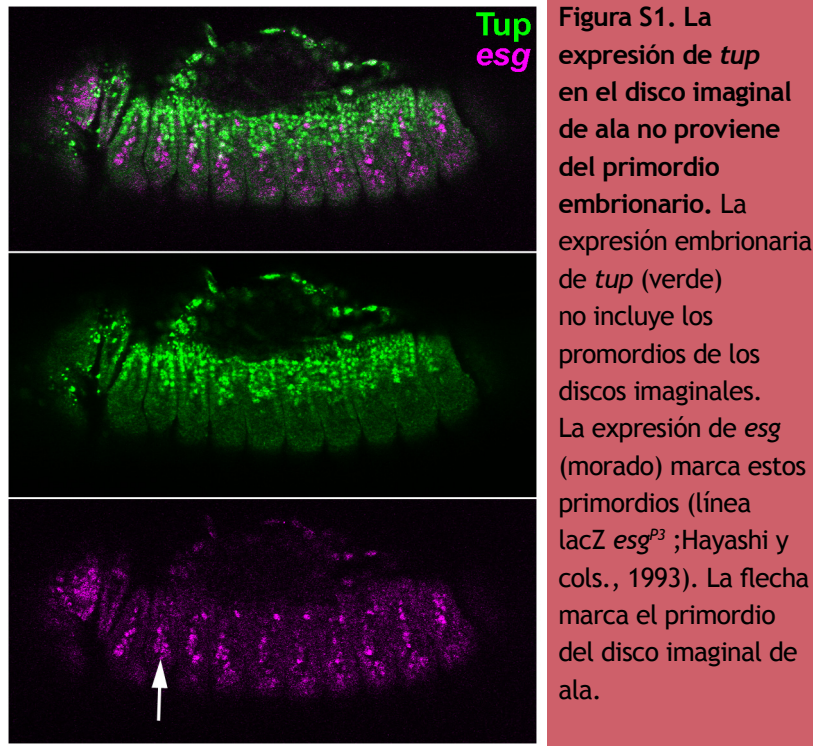 Tup
esg
Figura S1. La
expresión de tup
en el disco imaginal
de ala no proviene
del primordio
embrionario. La
expresión embrionaria
de tup (verde)
no incluye los
promordios de los
discos imaginales.
La expresión de esg
(morado) marca estos
primordios (línea
lacZ esgP3 ;Hayashi y
cols., 1993). La flecha
marca el primordio
del disco imaginal de
ala.